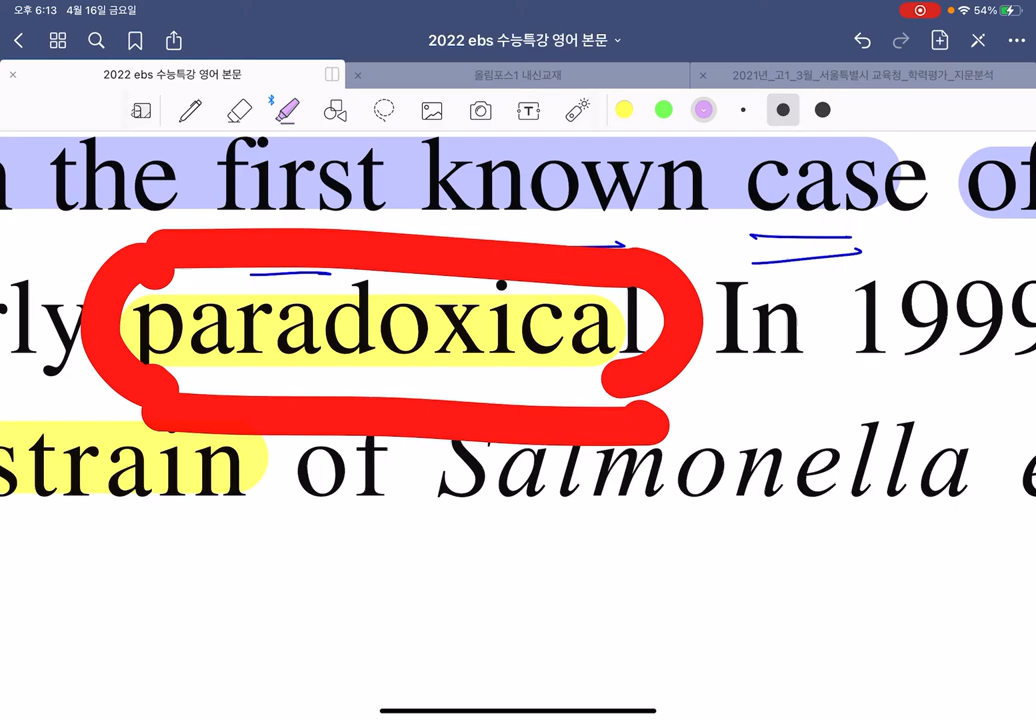 오후 6:13 4월 16일 금요일
54%
2022 ebs 수능특강 영어 본문
2022 ebs 수능특강 영어 본문
올림포스1 내신교재
2021년_고1_3월_서울특별시 교육청_학력평가_지문분석
the first known case of
rly paradoxical In 1999
strain of Salmonella e